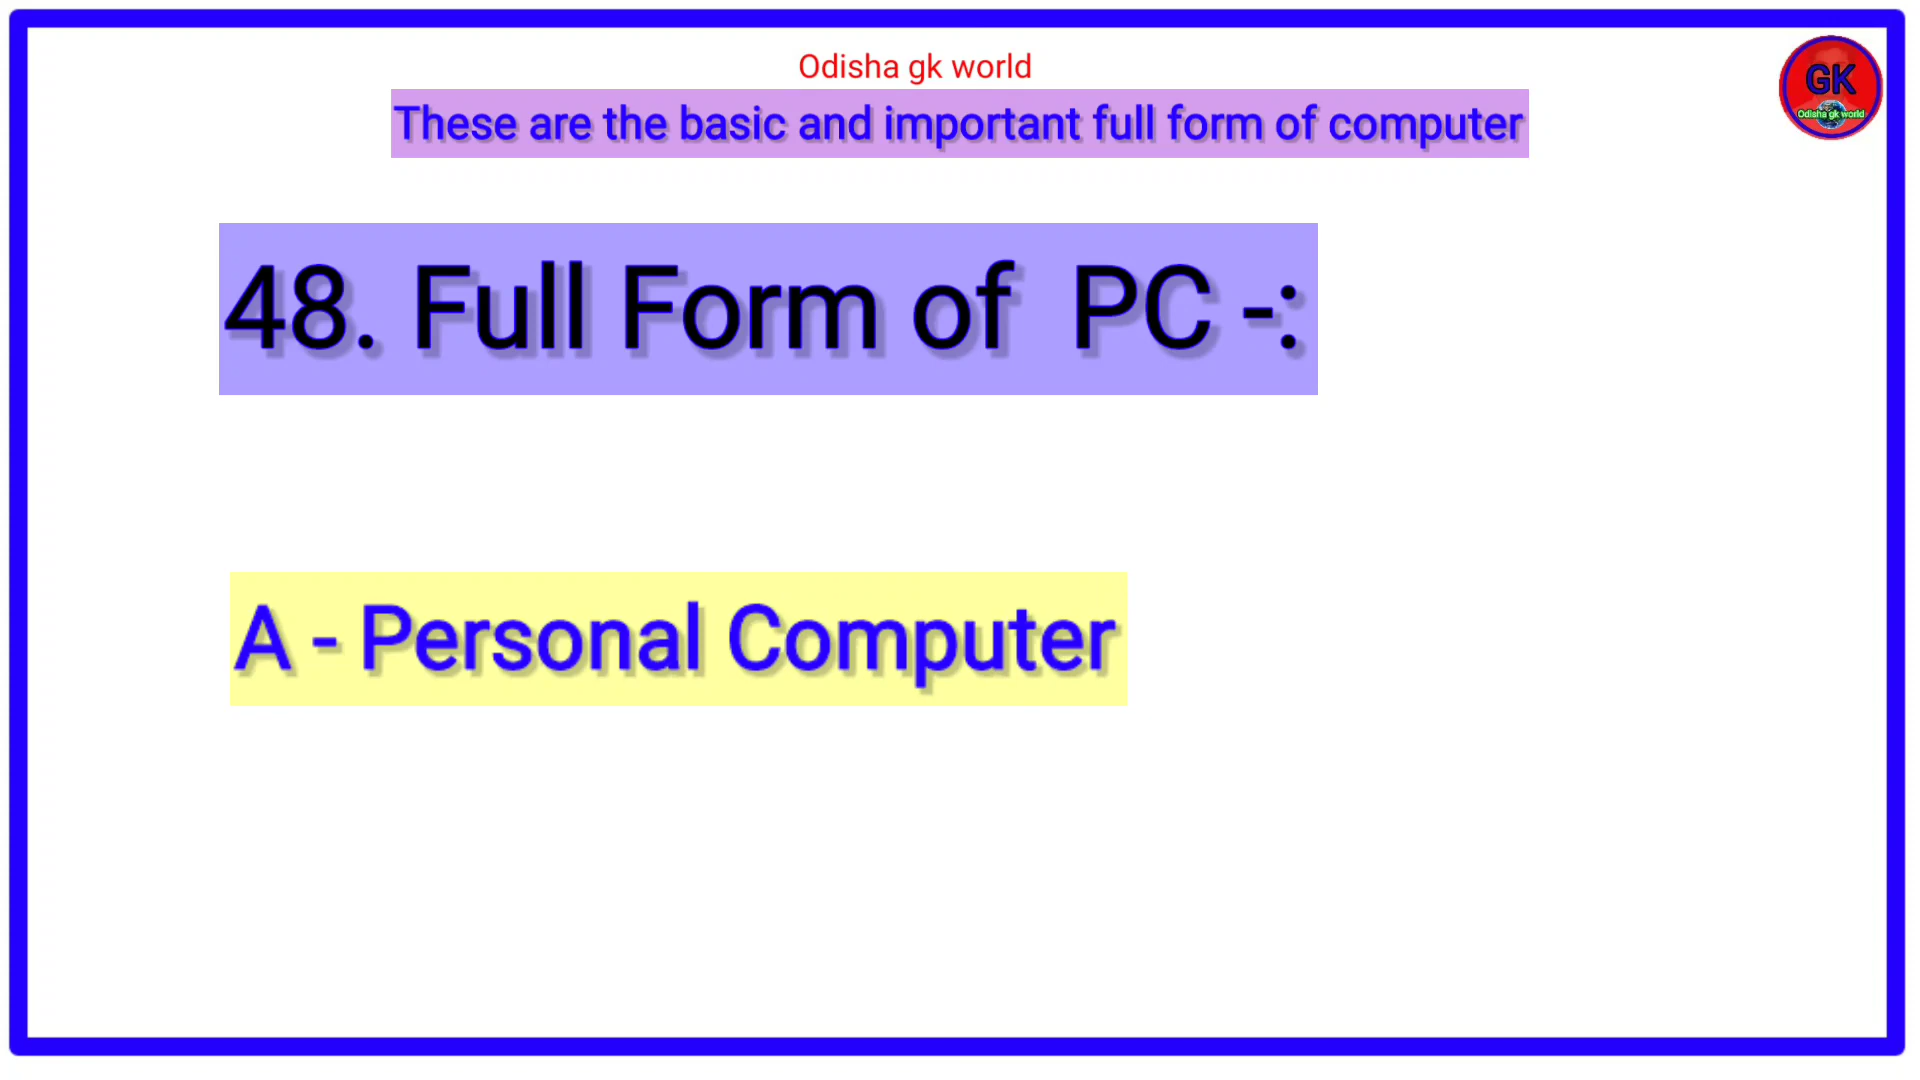 Odisha gk world
These are the basic and important full form of computer
GK
Odisha gk world
48. Full Form of PC -:
A - Personal Computer